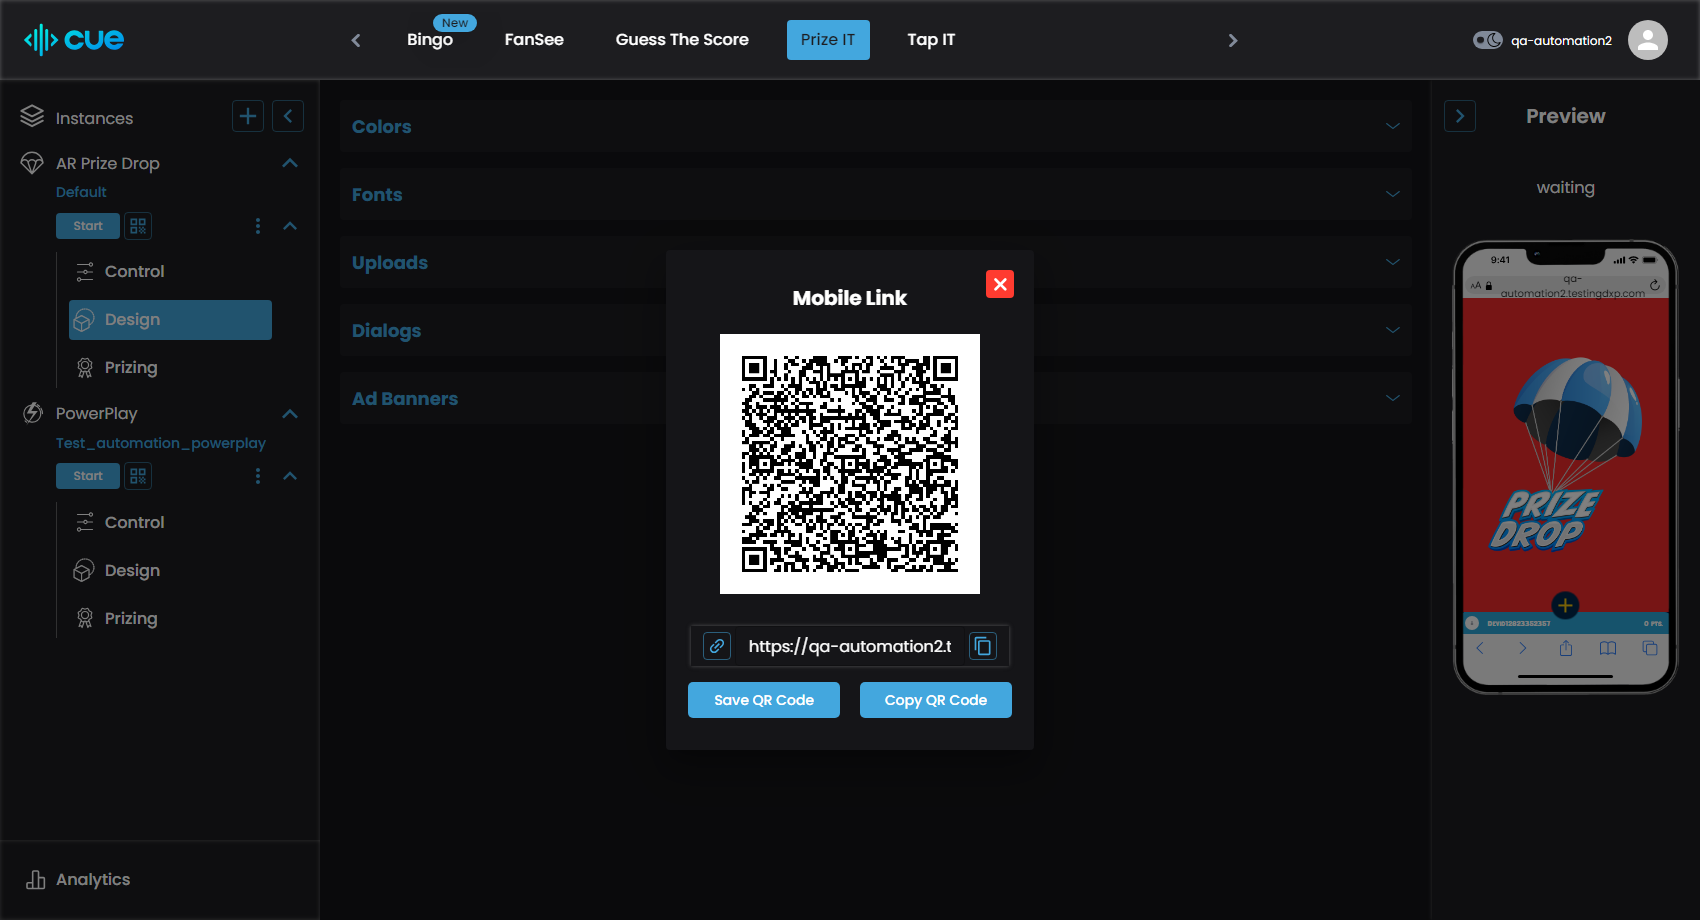 cue
New
Bingo
FanSee
Guess The Score
Prize IT
Tap IT
qa-automation2
Instances
AR Prize Drop
Default
Start
Control
Design
Prizing
PowerPlay
Test_automation_powerplay
Start
Control
Design
Prizing
Analytics
Colors
Fonts
Uploads
Dialogs
Ad Banners
Mobile Link
https://qa-automation2.t
Save QR Code
Copy QR Code
Preview
waiting
9:41
AA
qa-
automation2.testingdxp.com
PRIZE
DROP
0 PTS.